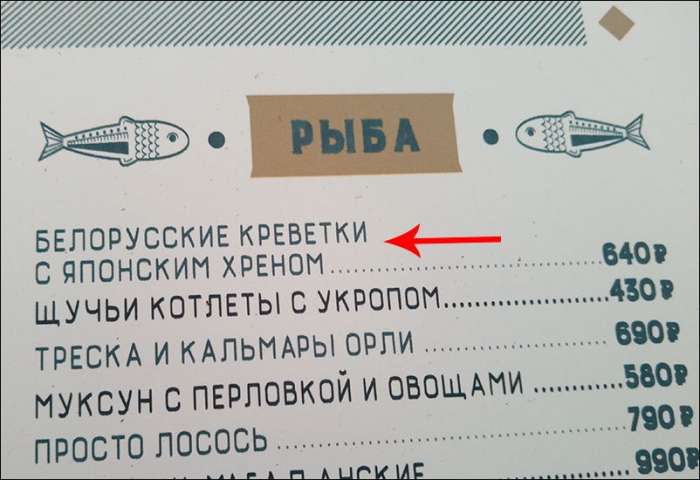 РЫБА
БЕЛОРУССКИЕ КРЕВЕТКИ
С ЯПОНСКИМ ХРЕНОМ 640₽
ЩУЧЬИ КОТЛЕТЫ С УКРОПОМ 430₽
ТРЕСКА И КАЛЬМАРЫ ОРЛИ 690₽
МУКСУН С ПЕРЛОВКОЙ И ОВОЩАМИ 580₽
ПРОСТО ЛОСОСЬ 790₽
990₽